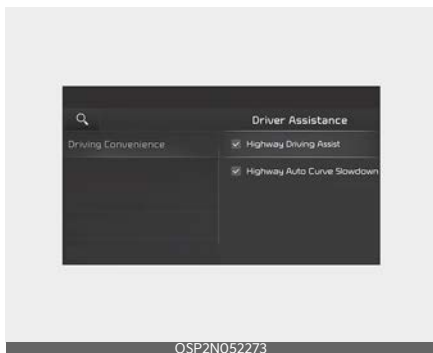 Driver Assistance
Driving Convenience
Highway Driving Assist
Highway Auto Curve Slowdown
OSP2N052273